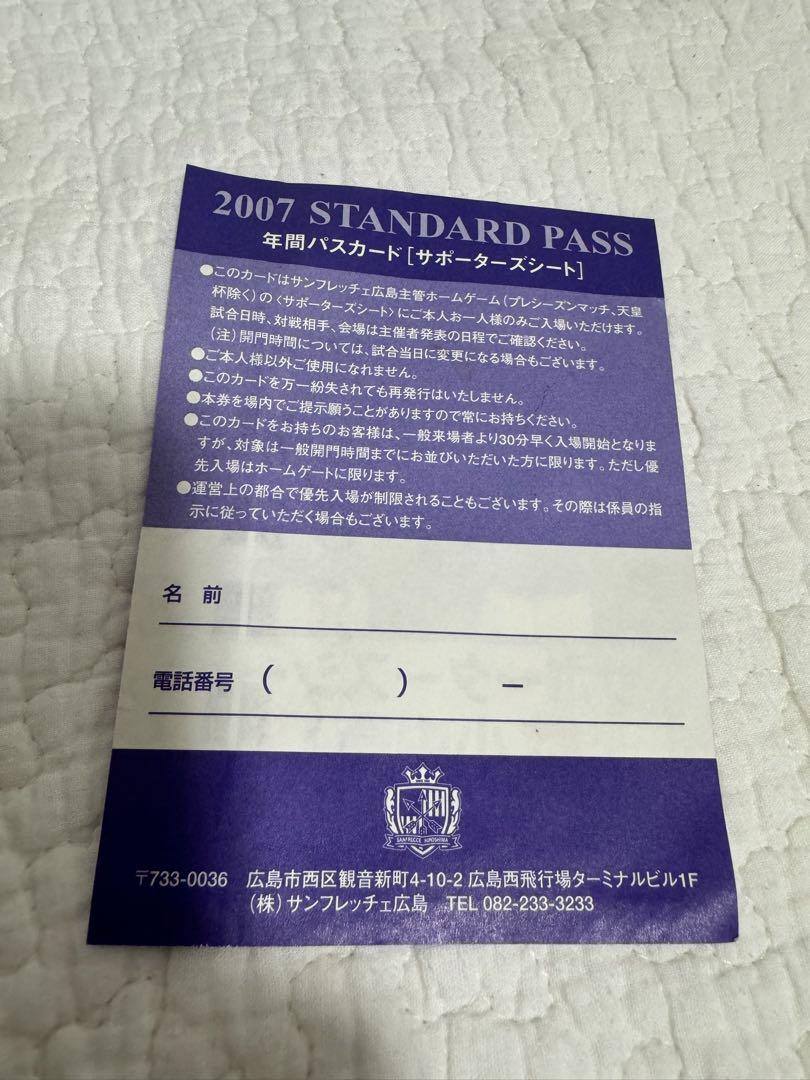 2007 STANDARD PASS
年間パスカード［サポーターズシート］
●このカードはサンフレッチェ広島主管ホームゲーム（プレシーズンマッチ、天皇
杯除く）の〈サポーターズシート〉にご本人お一人様のみご入場いただけます。
試合日時、対戦相手、会場は主催者発表の日程でご確認ください。
（注）開門時間については、試合当日に変更になる場合もございます。
●ご本人様以外ご使用になれません。
●このカードを万一紛失されても再発行はいたしません。
●本券を場内でご提示願うことがありますので常にお持ちください。
●このカードをお持ちのお客様は、一般来場者より30分早く入場開始となりま
すが、対象は一般開門時間までにお並びいただいた方に限ります。ただし優
先入場はホームゲートに限ります。
●運営上の都合で優先入場が制限されることもございます。その際は係員の指
示に従っていただく場合もございます。
名 前
電話番号 （ ） －
SANFRECCE HIROSHIMA
〒733-0036 広島市西区観音新町4-10-2 広島西飛行場ターミナルビル1F
（株）サンフレッチェ広島 TEL 082-233-3233